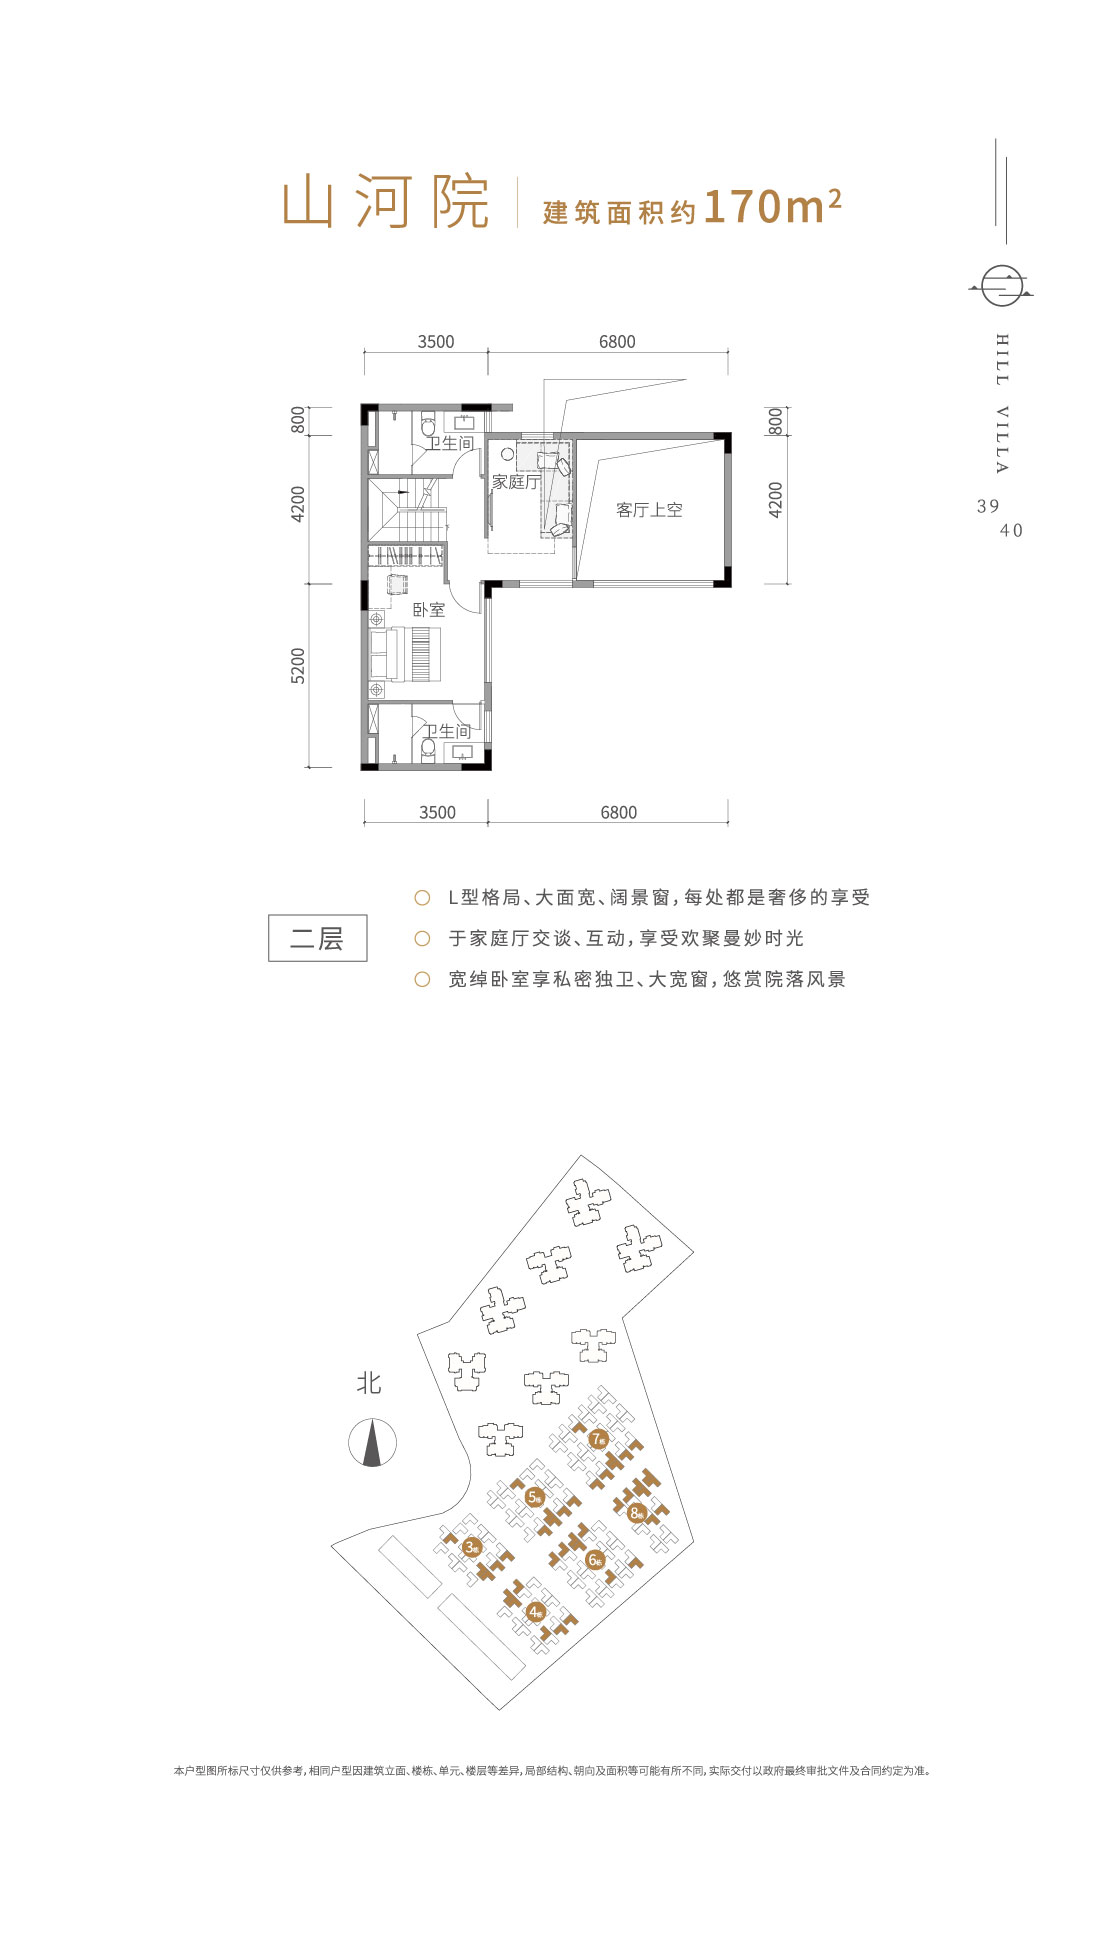 山河院
建筑面积约170m²
HILL VILLA
39
40
3500
6800
800
4200
5200
800
4200
卫生间
家庭厅
客厅上空
卧室
卫生间
3500
6800
二层
L型格局、大面宽、阔景窗，每处都是奢侈的享受
于家庭厅交谈、互动，享受欢聚曼妙时光
宽绰卧室享私密独卫、大宽窗，悠赏院落风景
北
7栋
5栋
8栋
3栋
6栋
4栋
本户型图所标尺寸仅供参考，相同户型因建筑立面、楼栋、单元、楼层等差异，局部结构、朝向及面积等可能有所不同，实际交付以政府最终审批文件及合同约定为准。